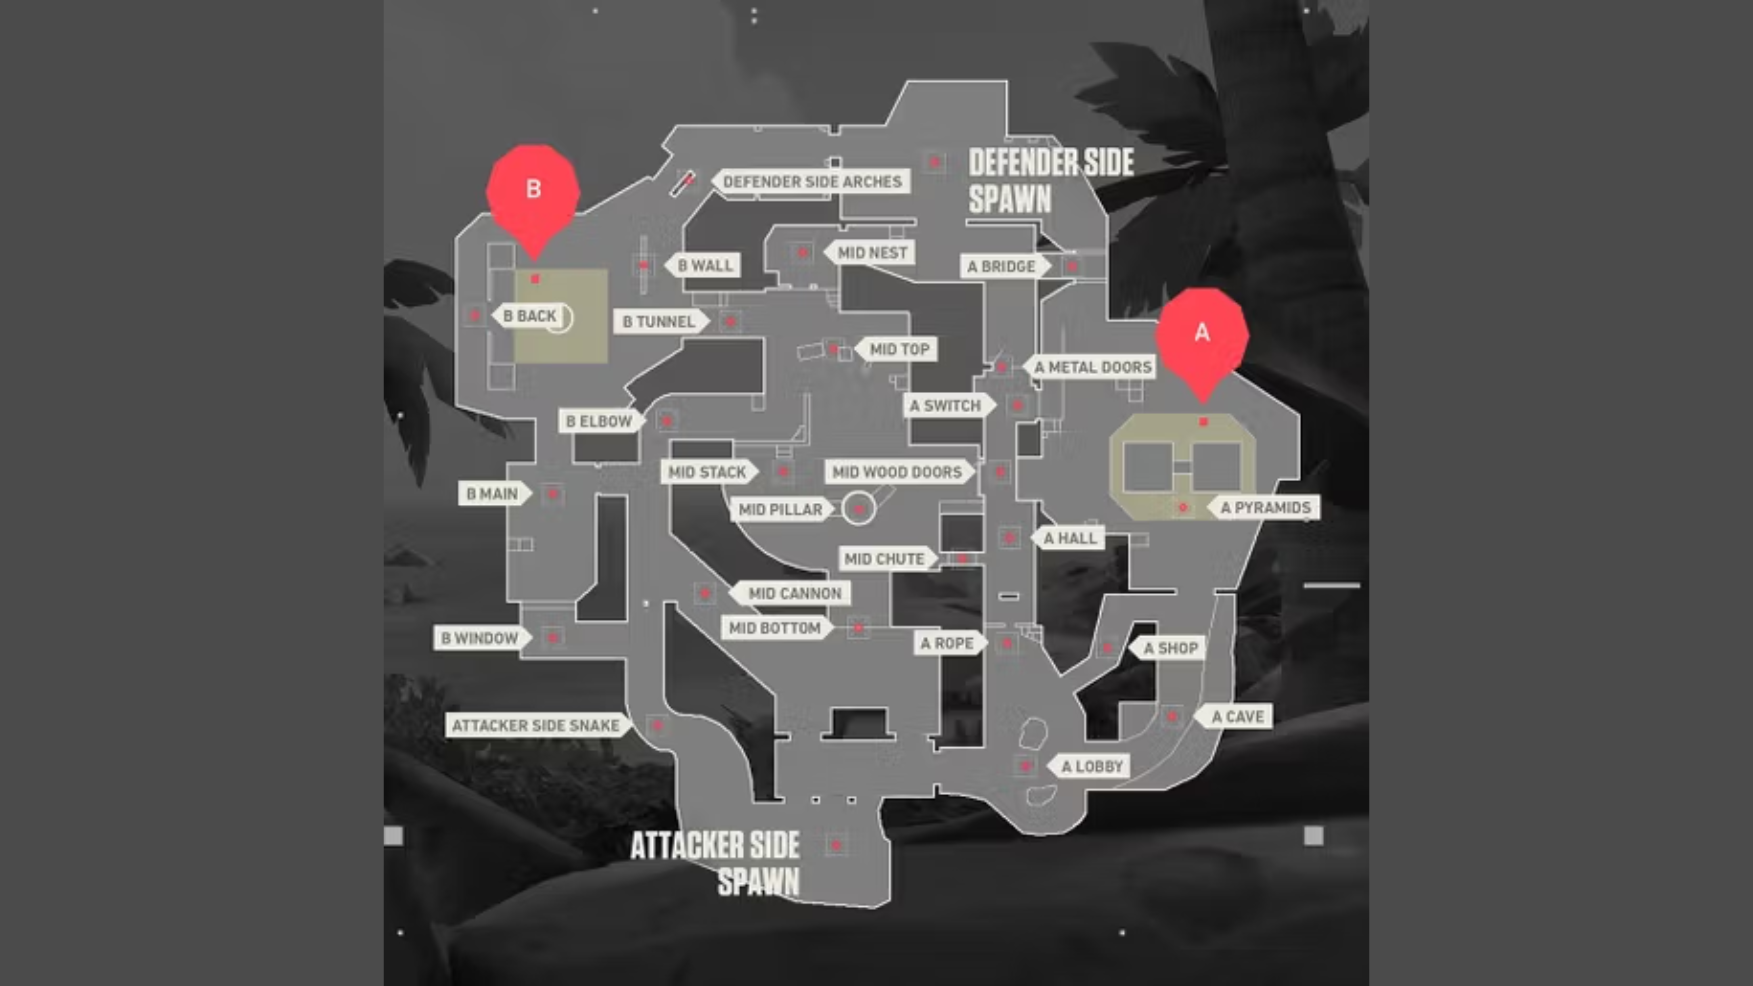 DEFENDER SIDE
SPAWN
B
DEFENDER SIDE ARCHES
MID NEST
B WALL
A BRIDGE
B BACK
B TUNNEL
A
MID TOP
A METAL DOORS
A SWITCH
B ELBOW
MID STACK
MID WOOD DOORS
B MAIN
MID PILLAR
A PYRAMIDS
A HALL
MID CHUTE
MID CANNON
MID BOTTOM
B WINDOW
A ROPE
A SHOP
ATTACKER SIDE SNAKE
A CAVE
A LOBBY
ATTACKER SIDE
SPAWN